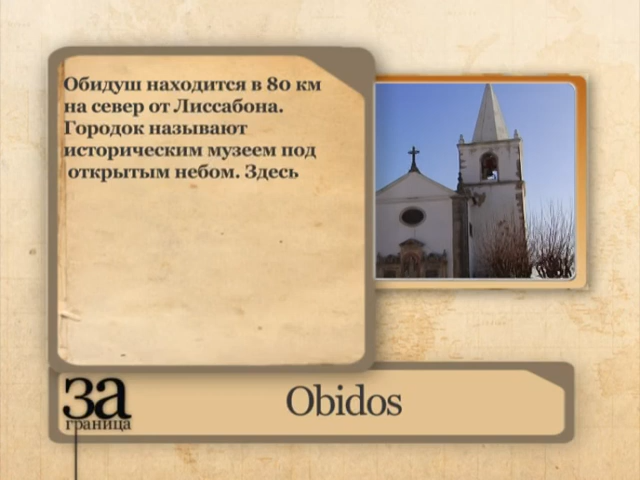 Обидуш находится в 80 км
на север от Лиссабона.
Городок называют
историческим музеем под
открытым небом. Здесь
за
граница
Obidos